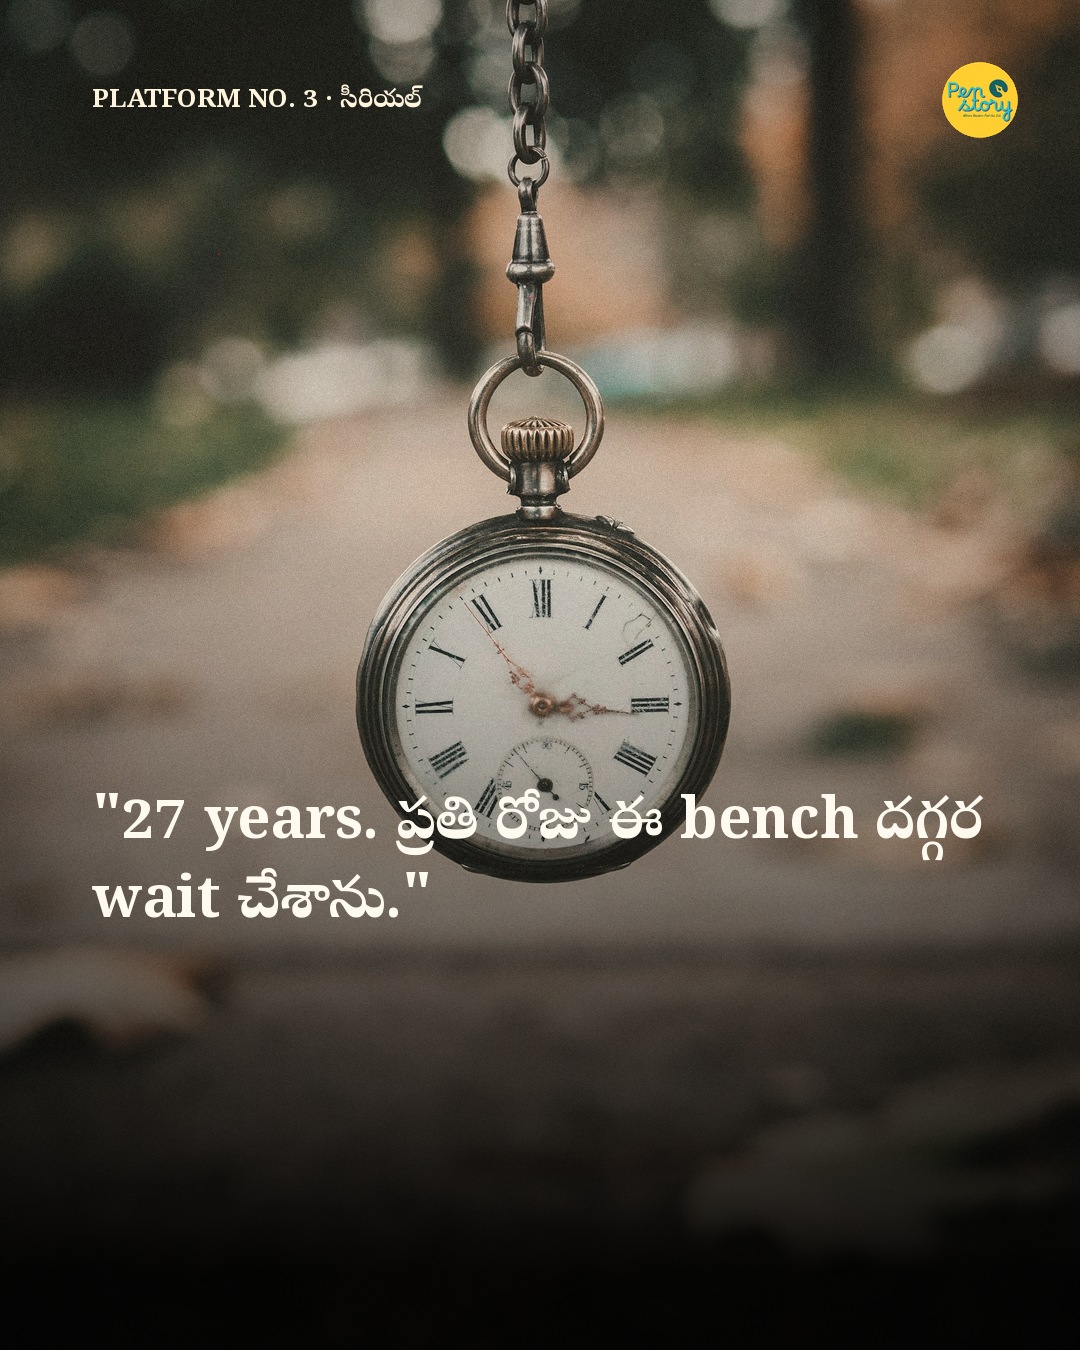 PLATFORM NO. 3 · సీరియల్
Pen
story
"27 years. ప్రతి రోజు ఈ bench దగ్గర
wait చేశాను."